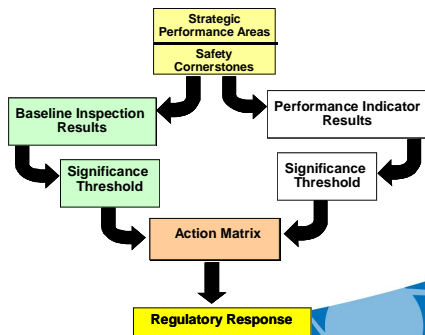 Strategic
Performance Areas
Safety
Cornerstones
Baseline Inspection
Results
Performance Indicator
Results
Significance
Threshold
Significance
Threshold
Action Matrix
Regulatory Response